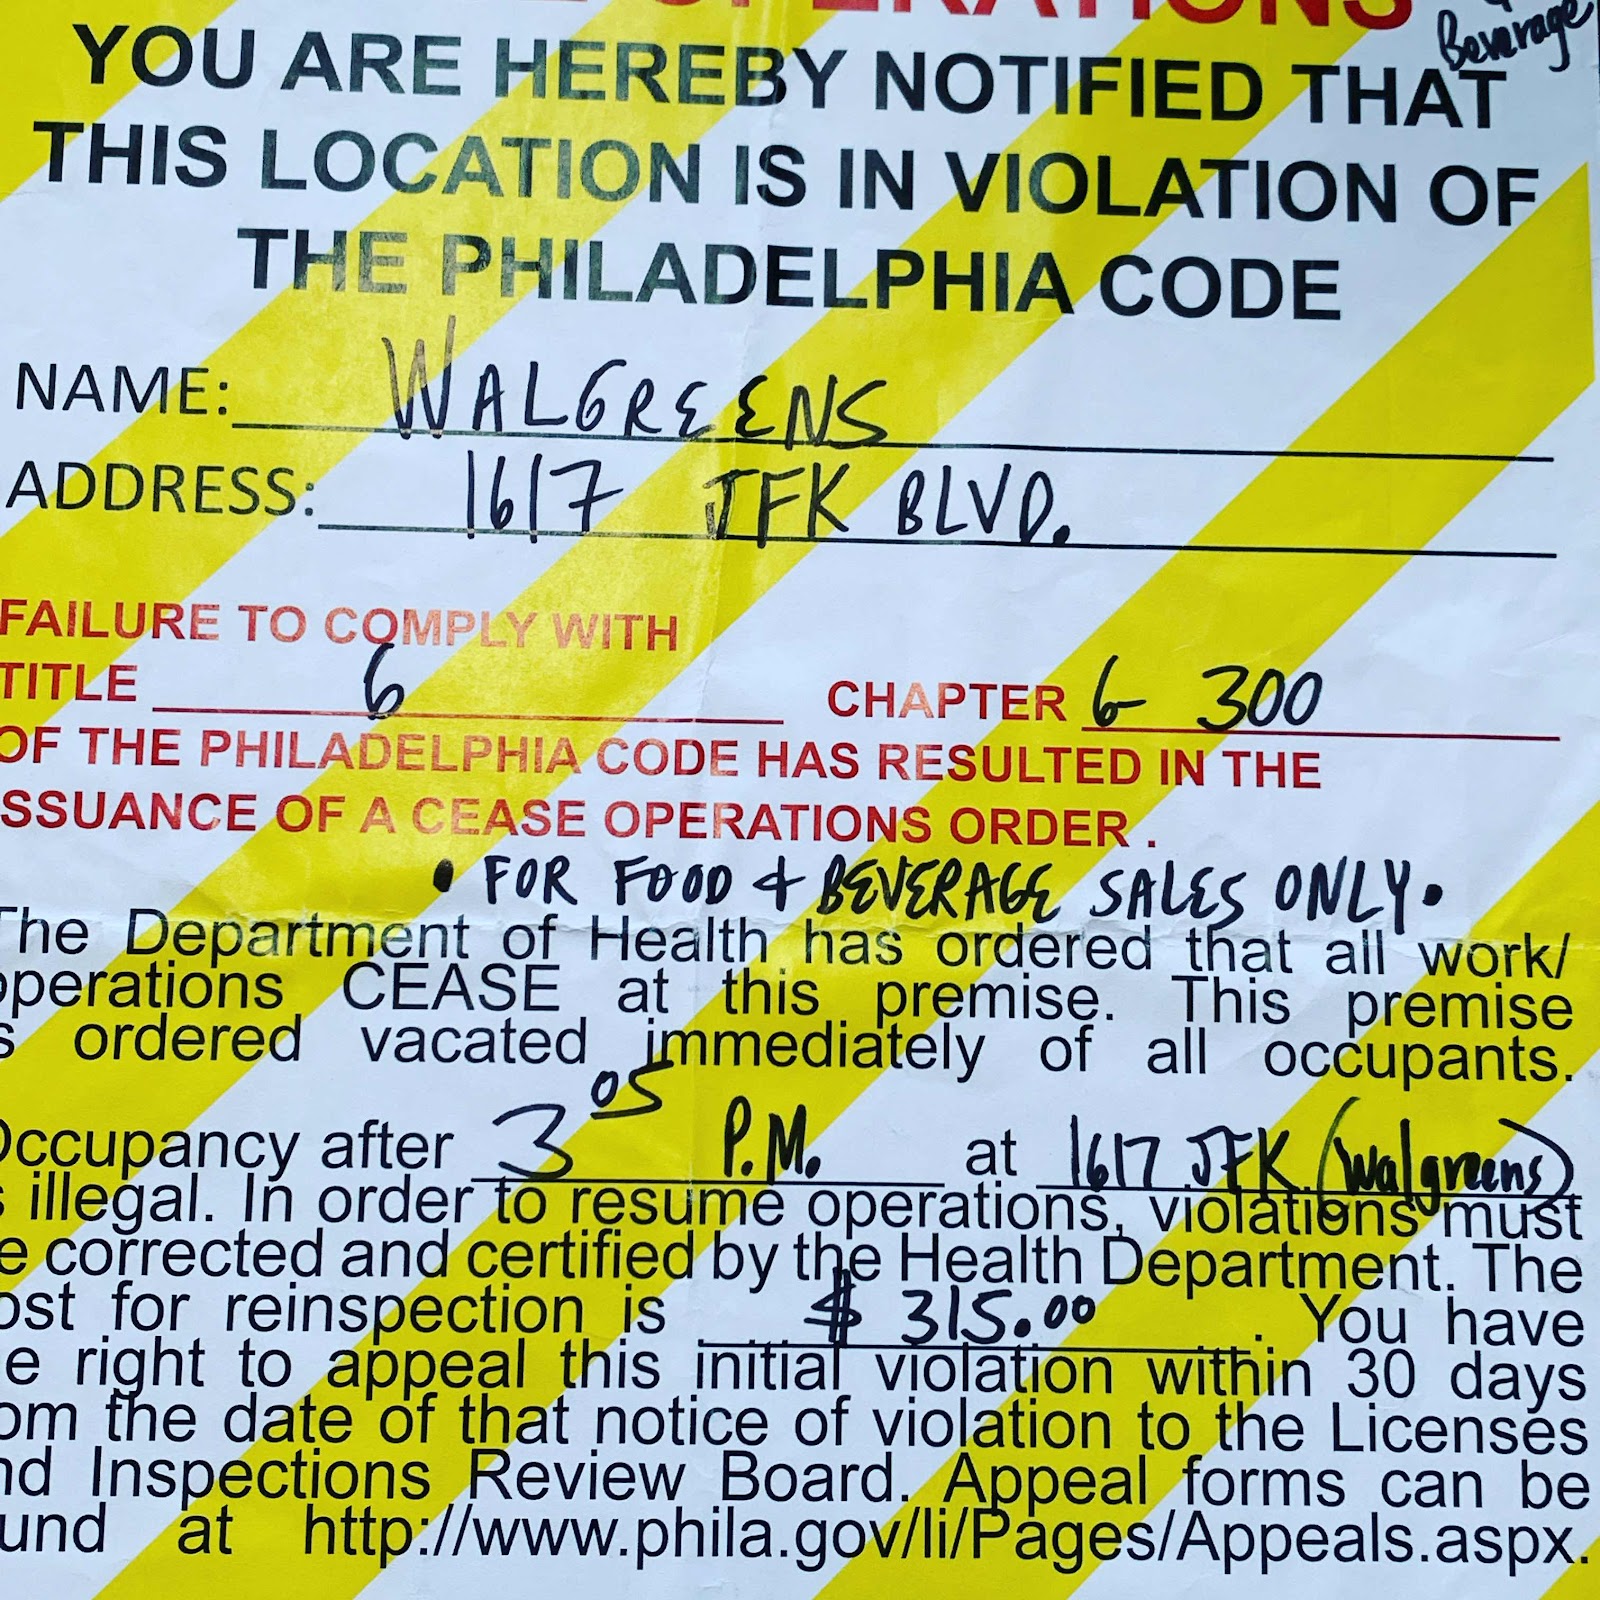 OPERATIONS
Beverage
YOU ARE HEREBY NOTIFIED THAT
THIS LOCATION IS IN VIOLATION OF
THE PHILADELPHIA CODE
NAME: WALGREENS
ADDRESS: 1617 JFK BLVD.
FAILURE TO COMPLY WITH
TITLE 6 CHAPTER 6-300
OF THE PHILADELPHIA CODE HAS RESULTED IN THE
SSUANCE OF A CEASE OPERATIONS ORDER .
• FOR FOOD & BEVERAGE SALES ONLY •
The Department of Health has ordered that all work/
operations CEASE at this premise. This premise
s ordered vacated immediately of all occupants.
Occupancy after 3 05 P.M. at 1617 JFK (Walgreens)
s illegal. In order to resume operations, violations must
e corrected and certified by the Health Department. The
ost for reinspection is $ 315.00 . You have
e right to appeal this initial violation within 30 days
om the date of that notice of violation to the Licenses
nd Inspections Review Board. Appeal forms can be
und at http://www.phila.gov/li/Pages/Appeals.aspx.